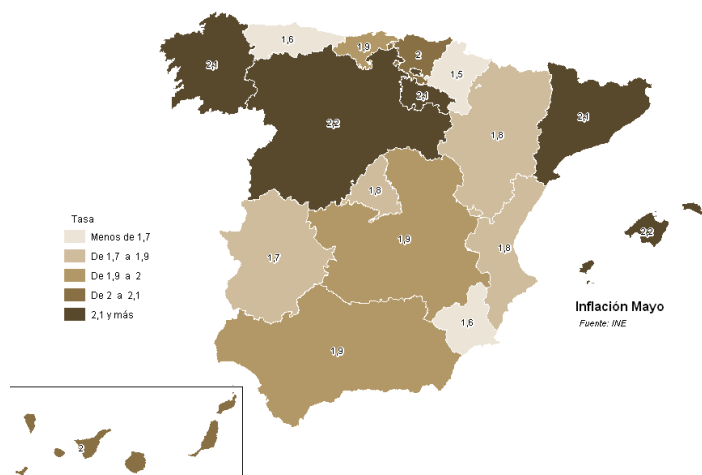 1,6
1,9
2
2,1
1,5
2,1
2,1
2,2
1,8
1,8
2,2
1,9
1,8
1,7
1,6
1,9
2
Tasa
Menos de 1,7
De 1,7 a 1,9
De 1,9 a 2
De 2 a 2,1
2,1 y más
Inflación Mayo
Fuente: INE